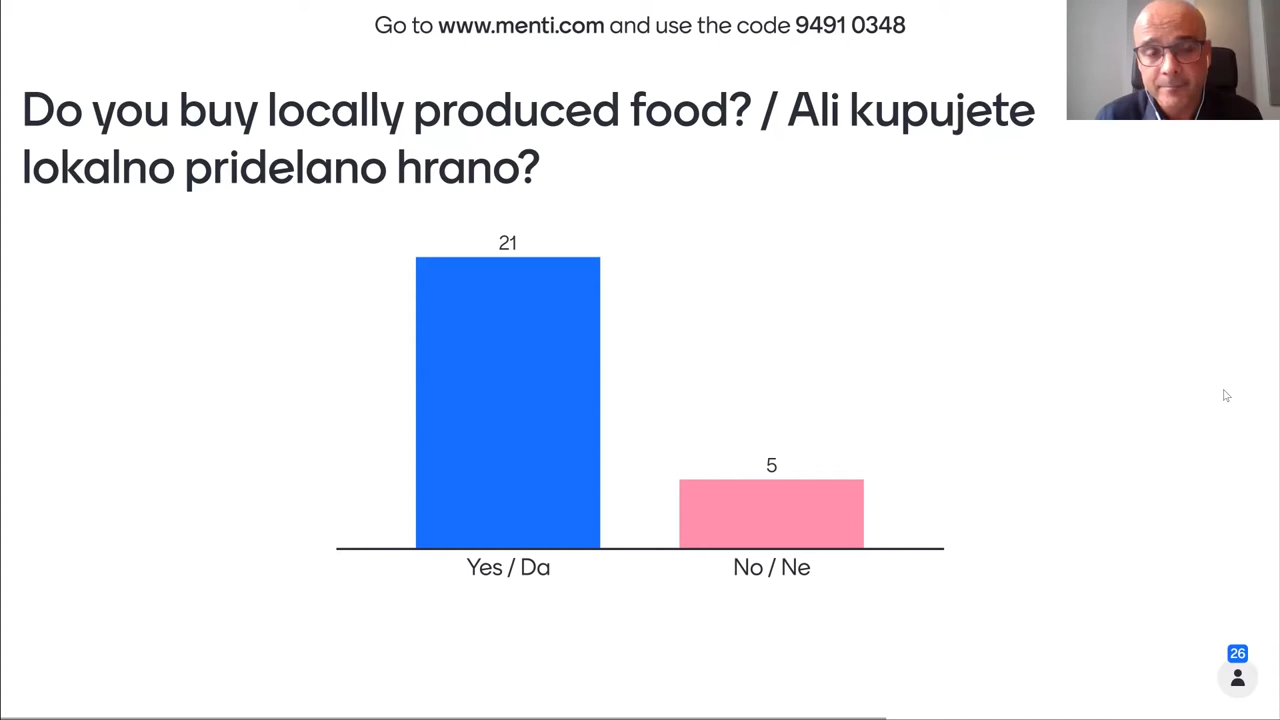 Go to www.menti.com and use the code 9491 0348
Do you buy locally produced food? / Ali kupujete
lokalno pridelano hrano?
21
5
Yes / Da
No / Ne
26